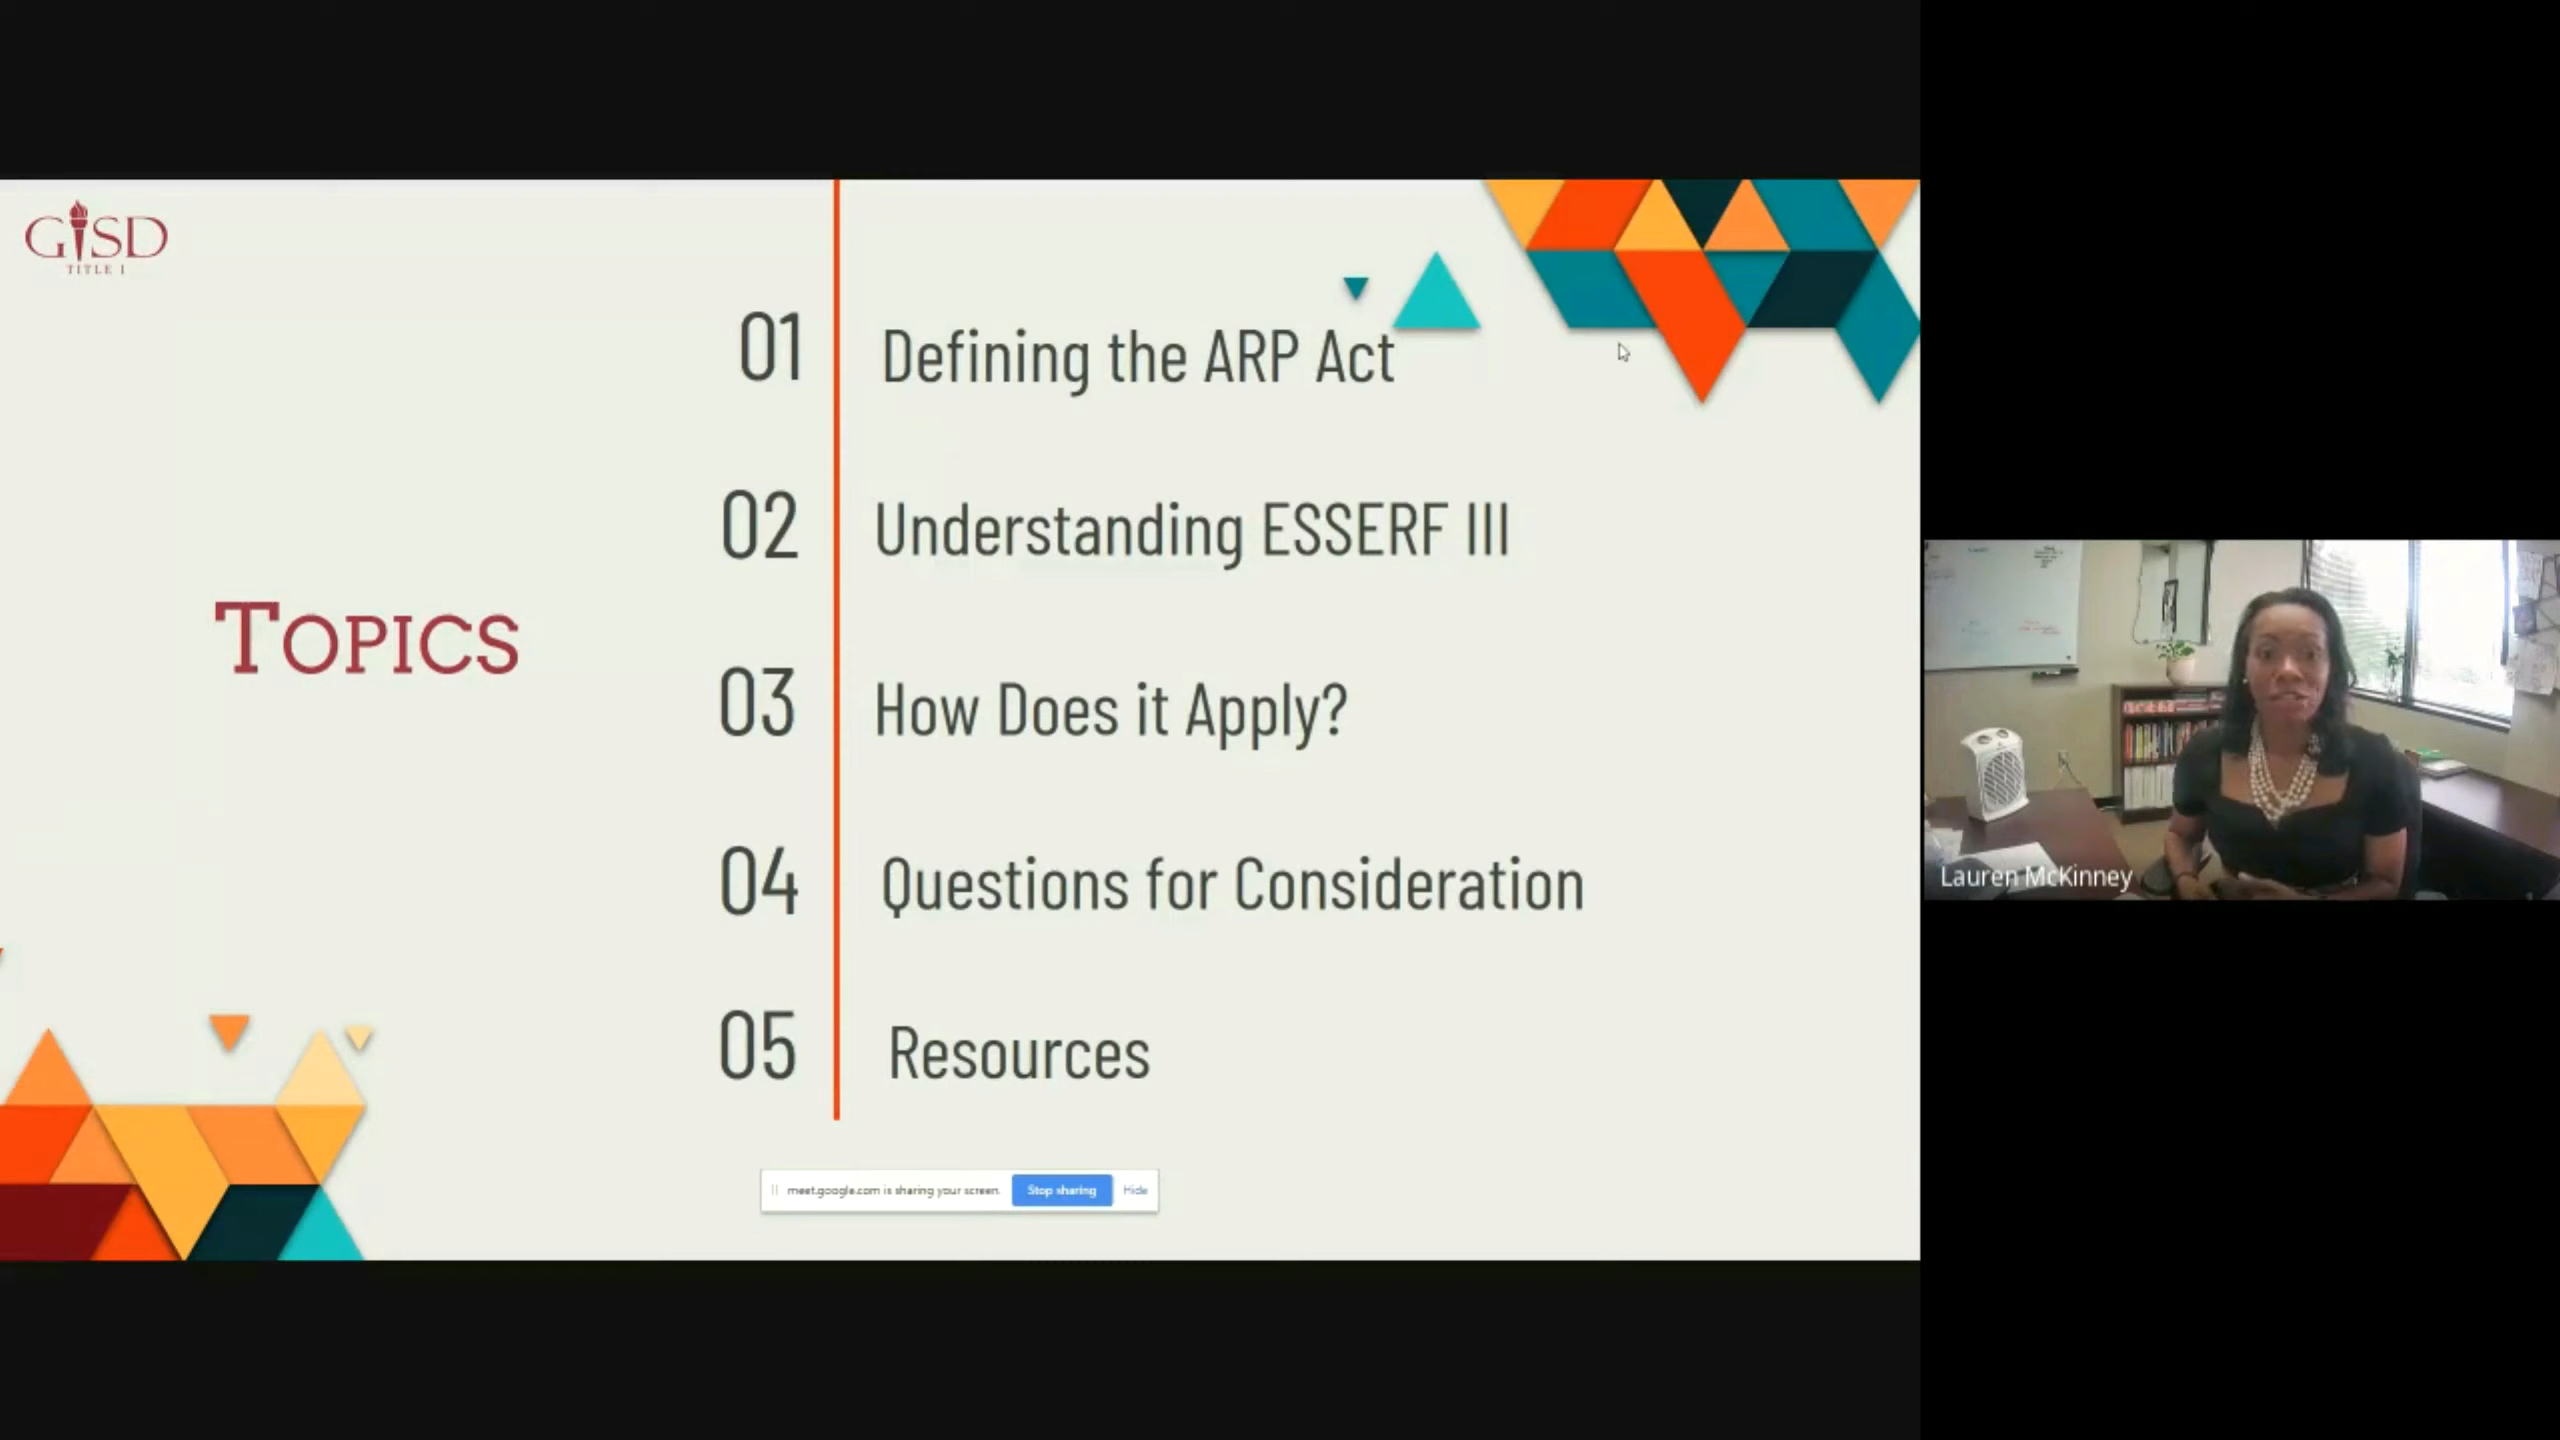 GISD
TITLE I
TOPICS
01 Defining the ARP Act
02 Understanding ESSERF III
03 How Does it Apply?
04 Questions for Consideration
05 Resources
meet.google.com is sharing your screen. Stop sharing Hide
Lauren McKinney